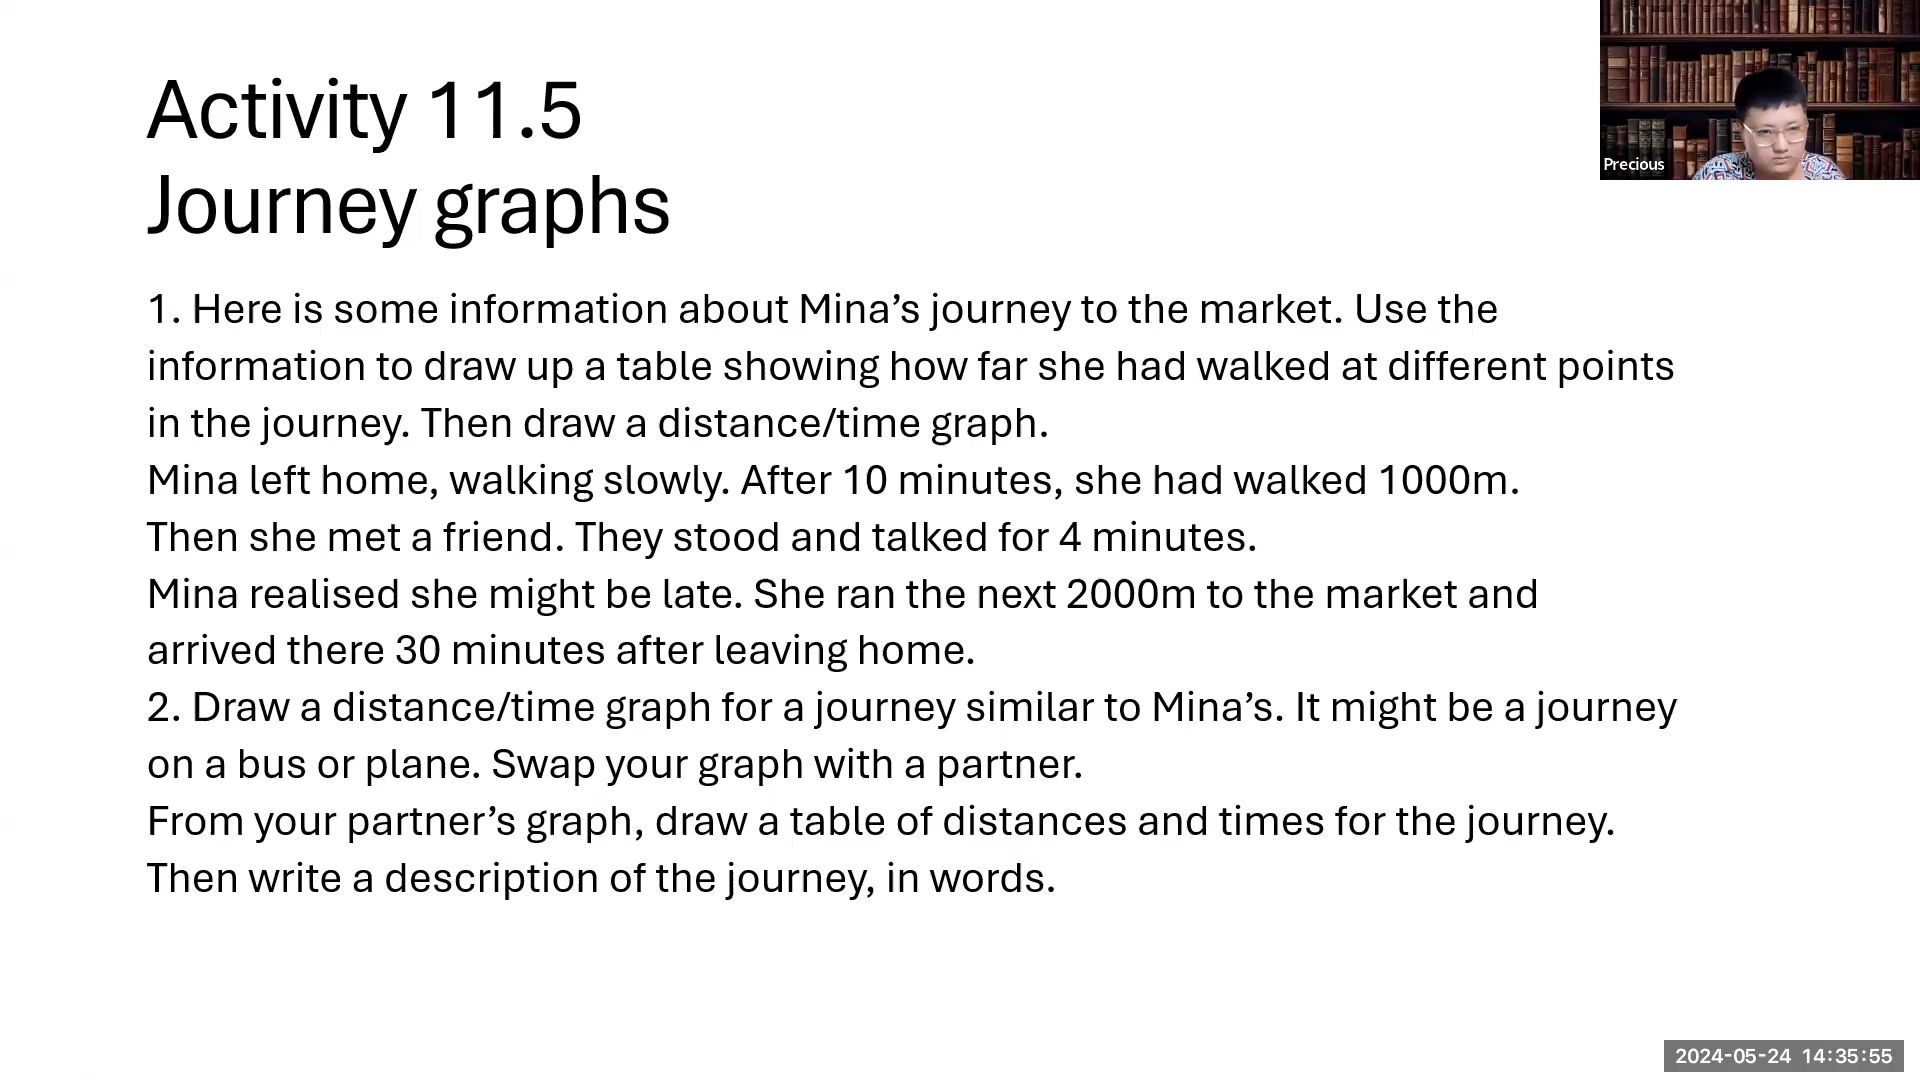 Activity 11.5
Journey graphs
Precious
1. Here is some information about Mina’s journey to the market. Use the
information to draw up a table showing how far she had walked at different points
in the journey. Then draw a distance/time graph.
Mina left home, walking slowly. After 10 minutes, she had walked 1000m.
Then she met a friend. They stood and talked for 4 minutes.
Mina realised she might be late. She ran the next 2000m to the market and
arrived there 30 minutes after leaving home.
2. Draw a distance/time graph for a journey similar to Mina’s. It might be a journey
on a bus or plane. Swap your graph with a partner.
From your partner’s graph, draw a table of distances and times for the journey.
Then write a description of the journey, in words.
2024-05-24 14:35:55